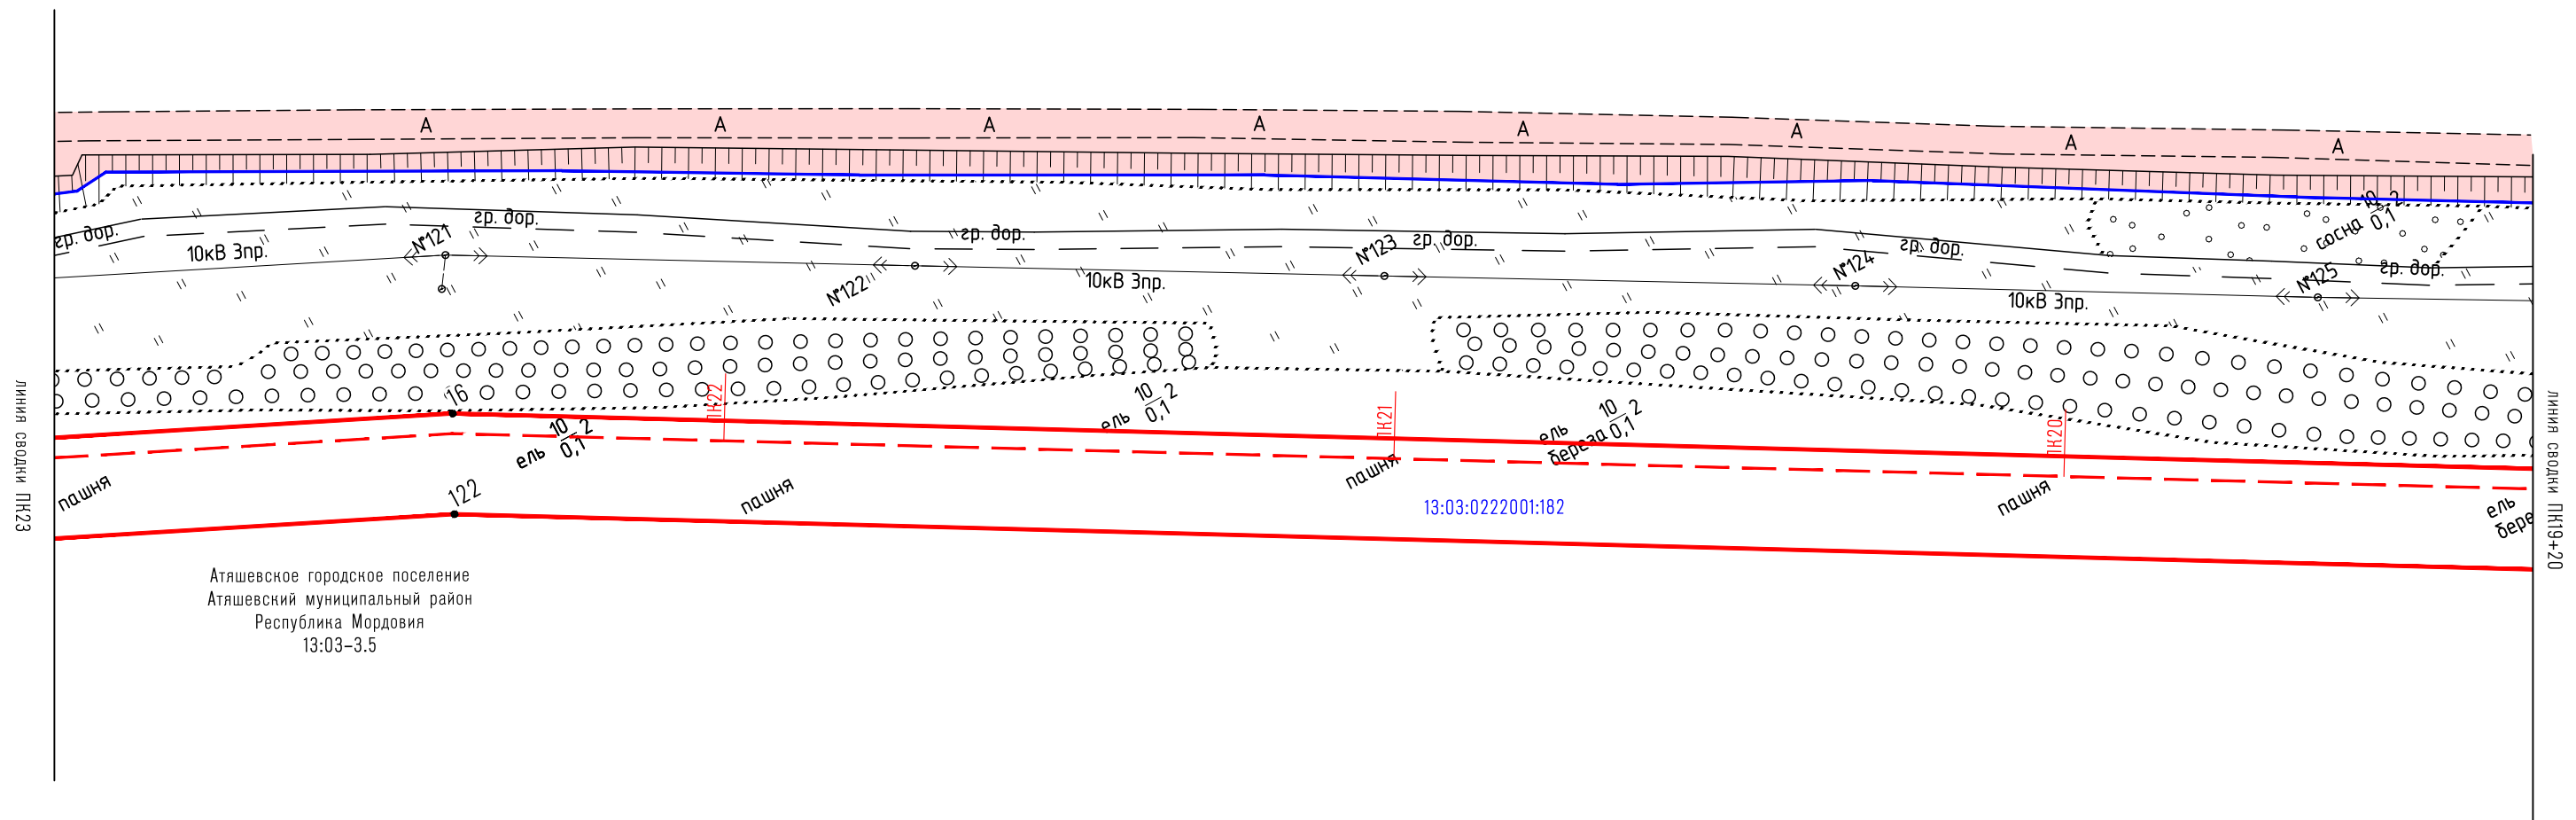 А А А А А А А А
гр. дор.
гр. дор.
гр. дор.
гр. дор.
гр. дор.
гр. дор.
10кВ 3пр.
10кВ 3пр.
10кВ 3пр.
№121
№122
№123
№124
№125
сосна 10/0,1 2
16
122
ПК22
ПК21
ПК20
ель 10/0,1 2
ель 10/0,1 2
ель
береза 10/0,1 2
пашня
пашня
пашня
пашня
ель
бере
13:03:0222001:182
Атяшевское городское поселение
Атяшевский муниципальный район
Республика Мордовия
13:03-3.5
линия сводки ПК23
линия сводки ПК19+20